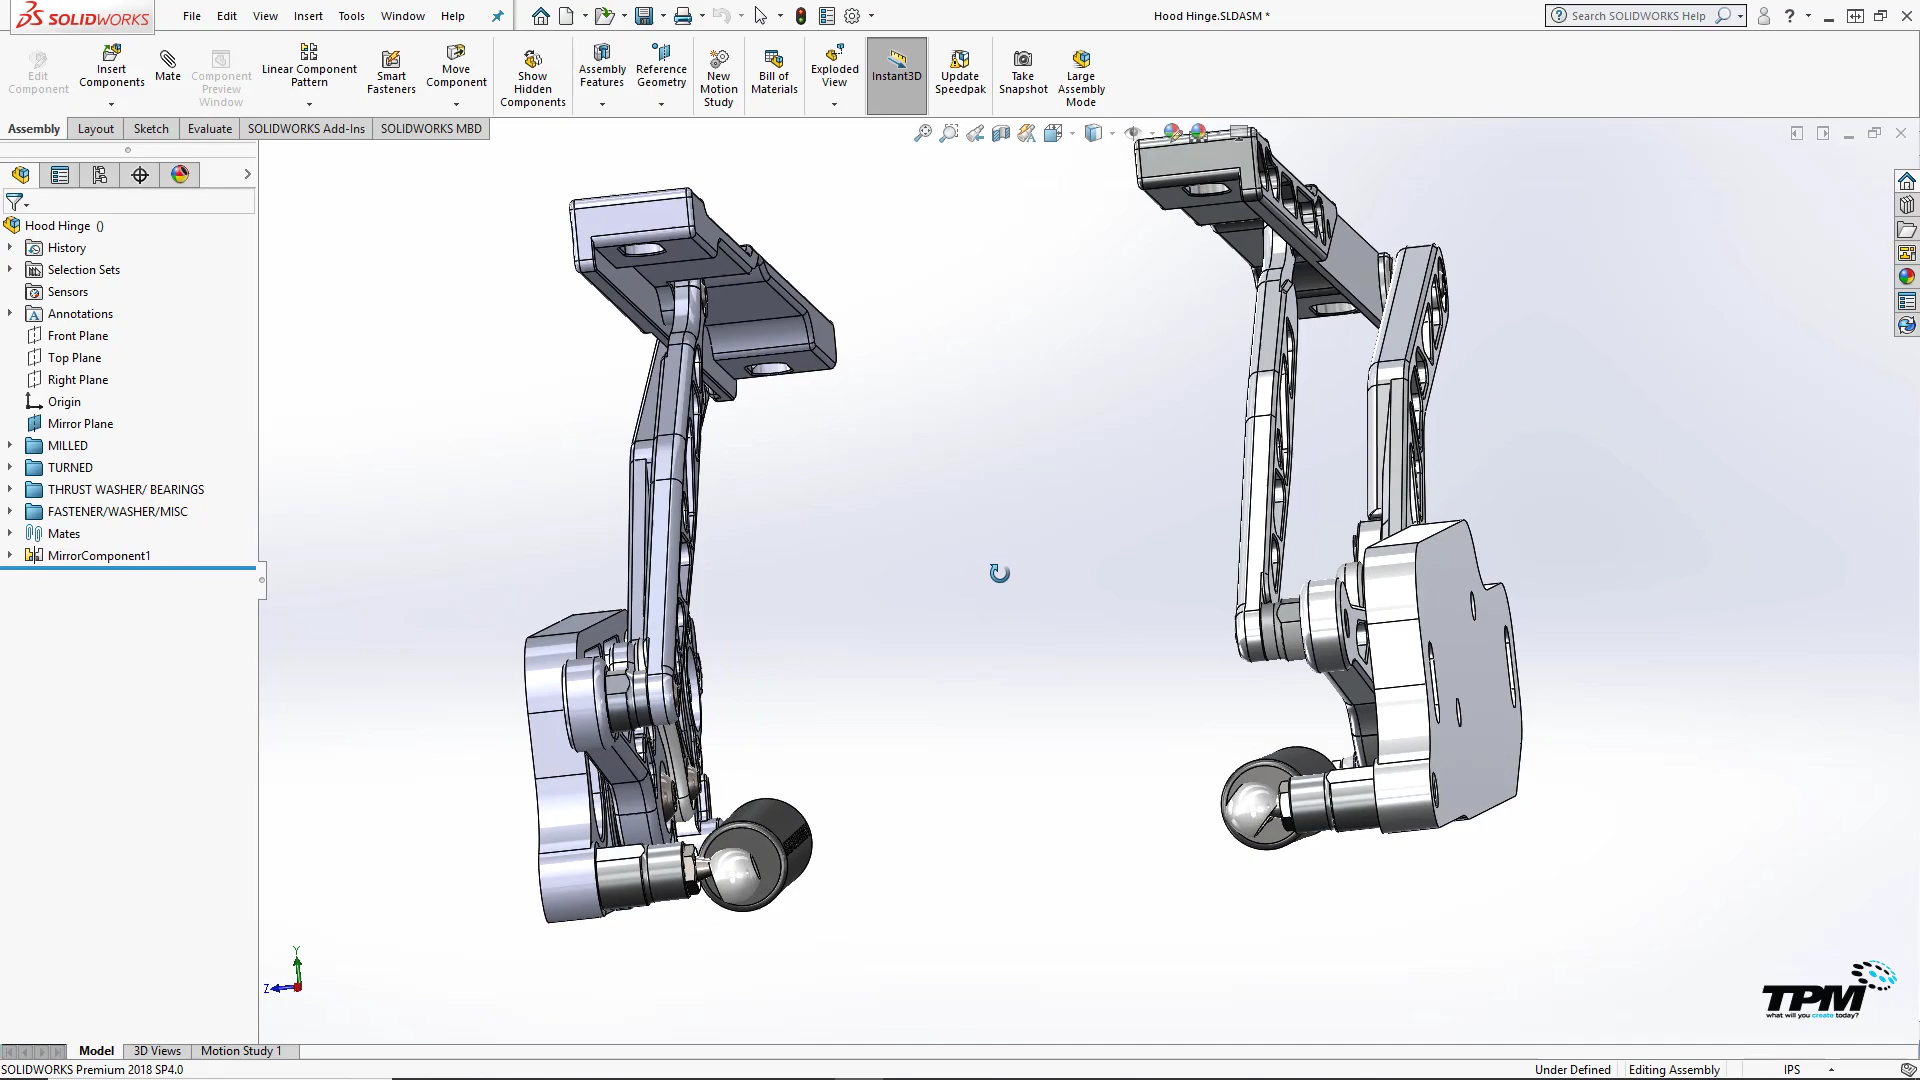 SOLIDWORKS
File Edit View Insert Tools Window Help
Hood Hinge.SLDASM *
Search SOLIDWORKS Help
Edit Component
Insert Components
Mate
Component Preview Window
Linear Component Pattern
Smart Fasteners
Move Component
Show Hidden Components
Assembly Features
Reference Geometry
New Motion Study
Bill of Materials
Exploded View
Instant3D
Update Speedpak
Take Snapshot
Large Assembly Mode
Assembly Layout Sketch Evaluate SOLIDWORKS Add-Ins SOLIDWORKS MBD
Hood Hinge ()
History
Selection Sets
Sensors
Annotations
Front Plane
Top Plane
Right Plane
Origin
Mirror Plane
MILLED
TURNED
THRUST WASHER/ BEARINGS
FASTENER/WASHER/MISC
Mates
MirrorComponent1
Y
Z
TPM
what will you create today?
Model 3D Views Motion Study 1
SOLIDWORKS Premium 2018 SP4.0
Under Defined Editing Assembly IPS